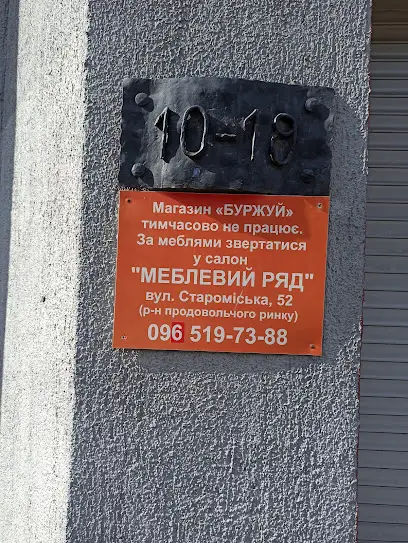 10-18
Магазин «БУРЖУЙ»
тимчасово не працює.
За меблями звертатися
у салон
"МЕБЛЕВИЙ РЯД"
вул. Староміська, 52
(р-н продовольчого ринку)
096 519-73-88